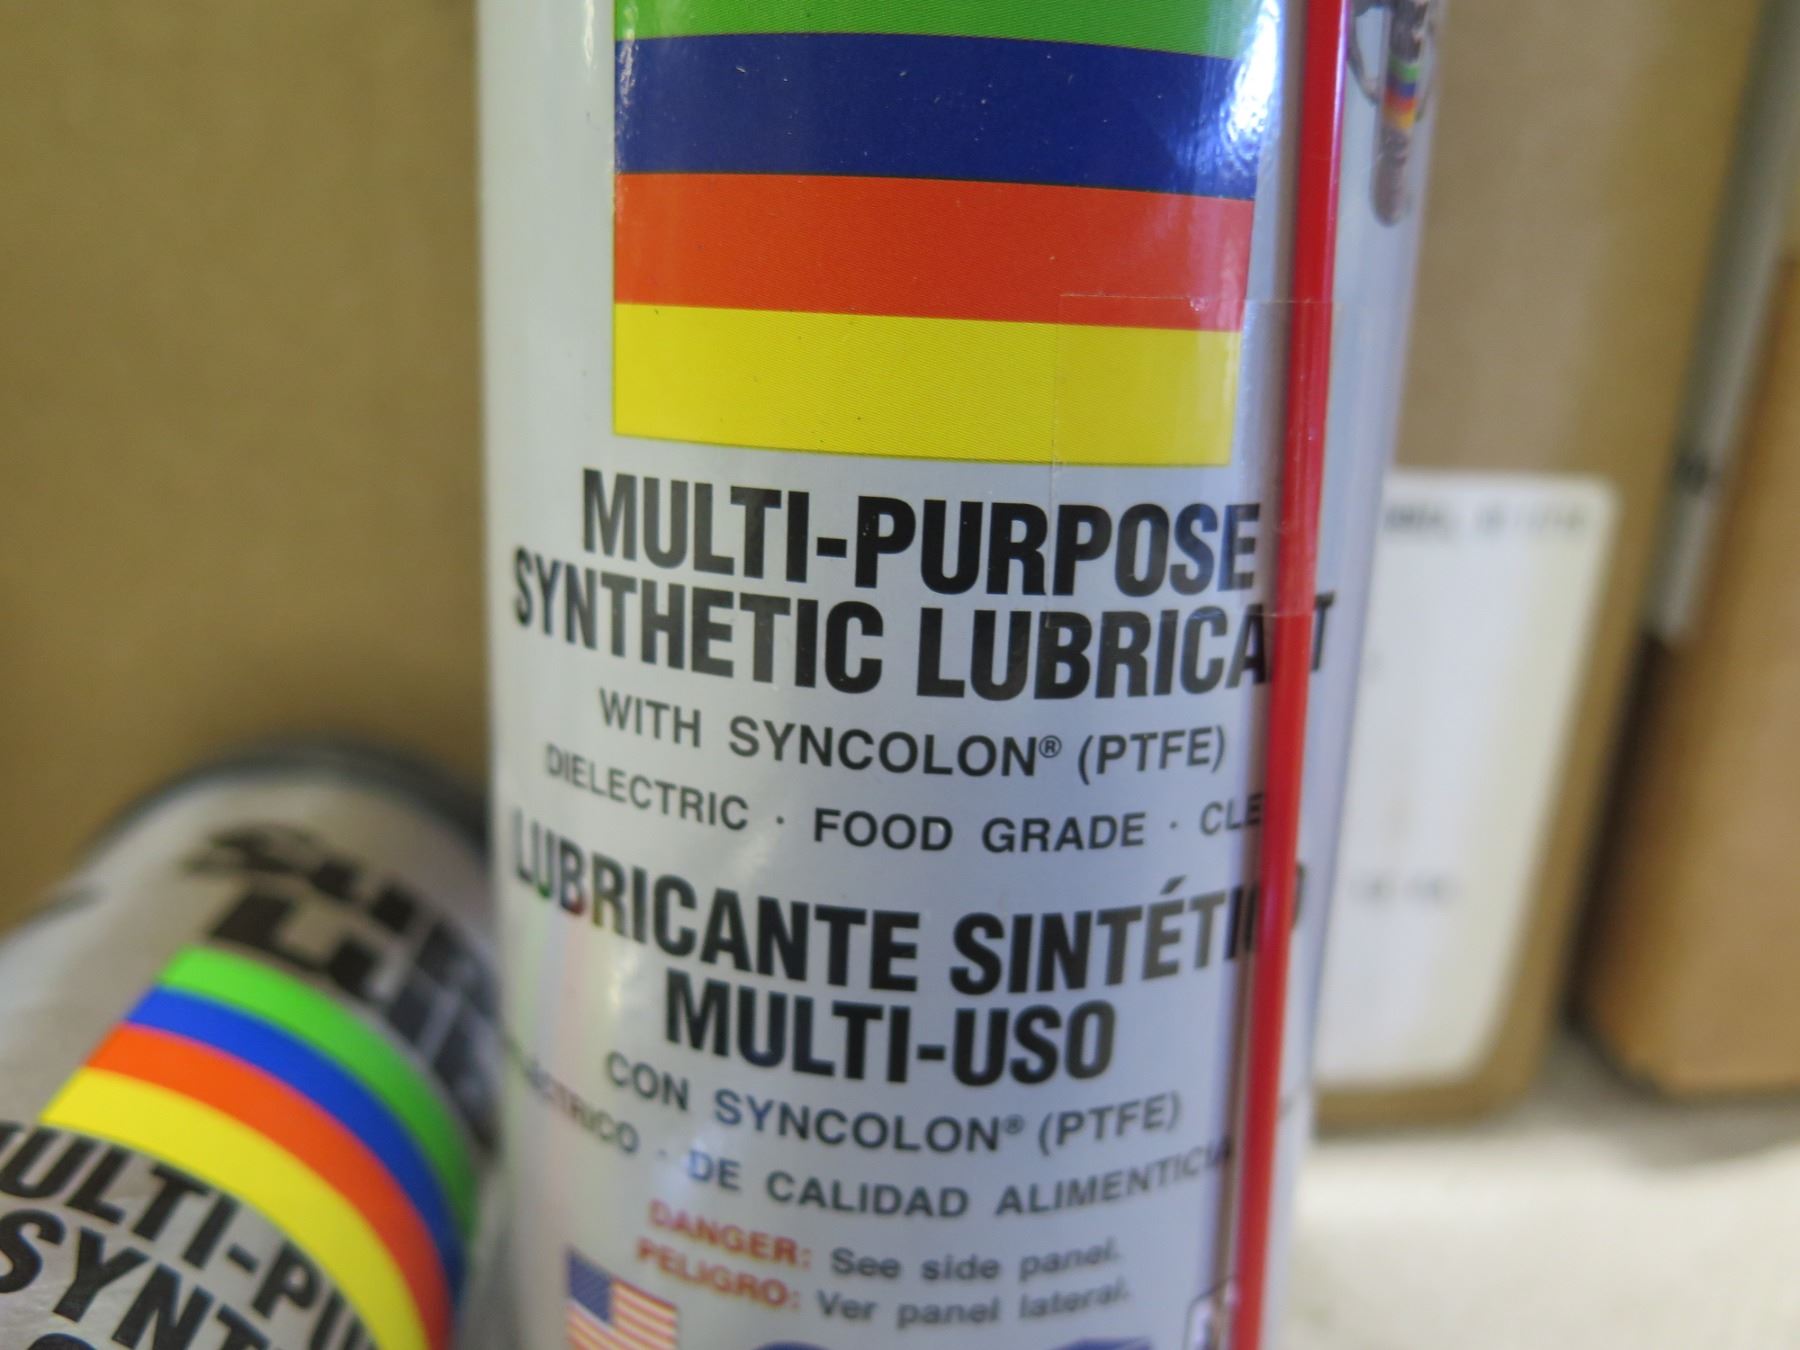 MULTI-PURPOSE
SYNTHETIC LUBRICA T
WITH SYNCOLON® (PTFE)
DIELECTRIC · FOOD GRADE · CLE
LUBRICANTE SINTÉTI O
MULTI-USO
CON SYNCOLON® (PTFE)
DE CALIDAD ALIMENTICIA
DANGER: See side panel.
PELIGRO: Ver panel lateral.
ULTI-PU
SYNT